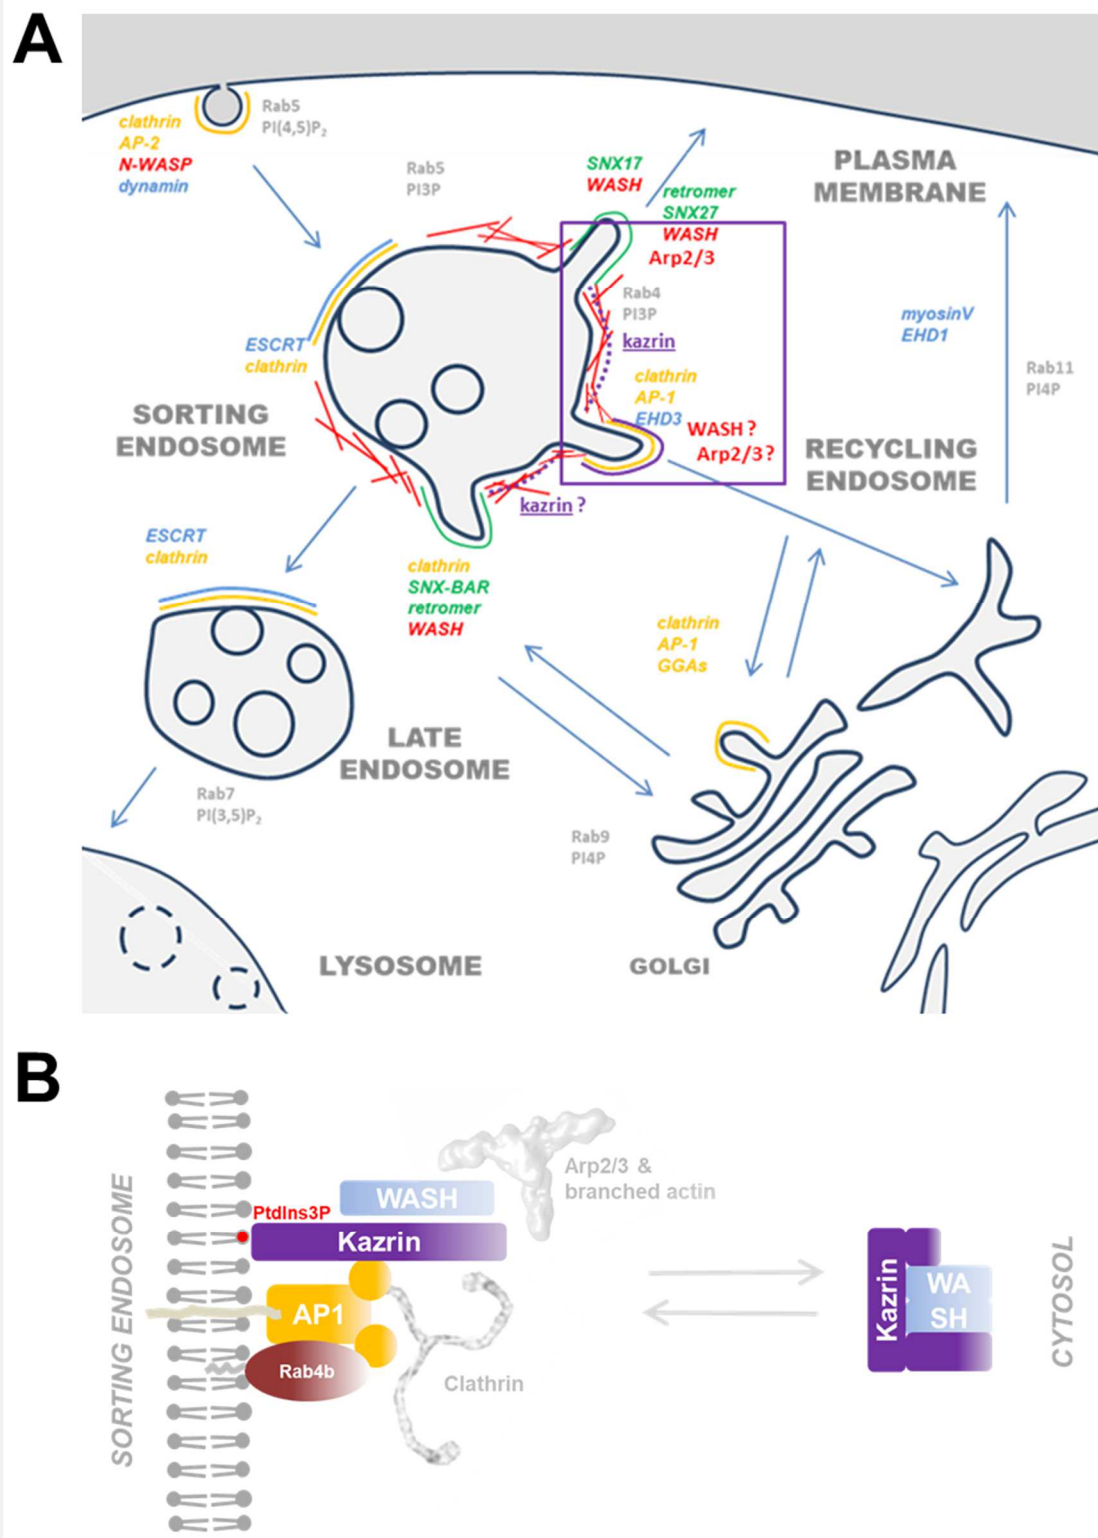 A
clathrin
AP-2
N-WASP
dynamin
Rab5
PI(4,5)P₂
Rab5
PI3P
SNX17
WASH
retromer
SNX27
WASH
Arp2/3
PLASMA
MEMBRANE
Rab4
PI3P
kazrin
clathrin
AP-1
EHD3
WASH ?
Arp2/3 ?
ESCRT
clathrin
SORTING
ENDOSOME
myosinV
EHD1
Rab11
PI4P
RECYCLING
ENDOSOME
kazrin ?
ESCRT
clathrin
clathrin
SNX-BAR
retromer
WASH
clathrin
AP-1
GGAs
LATE
ENDOSOME
Rab7
PI(3,5)P₂
Rab9
PI4P
LYSOSOME
GOLGI
B
SORTING ENDOSOME
Arp2/3 &
branched actin
WASH
PtdIns3P
Kazrin
AP1
Rab4b
Clathrin
Kazrin
WA
SH
CYTOSOL